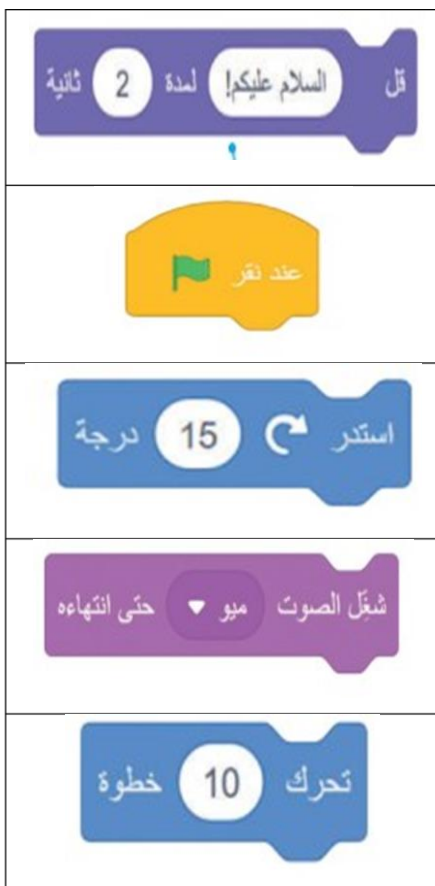 قل السلام عليكم! لمدة 2 ثانية
عند نقر
استدر 15 درجة
شغّل الصوت ميو حتى انتهاءه
تحرك 10 خطوة